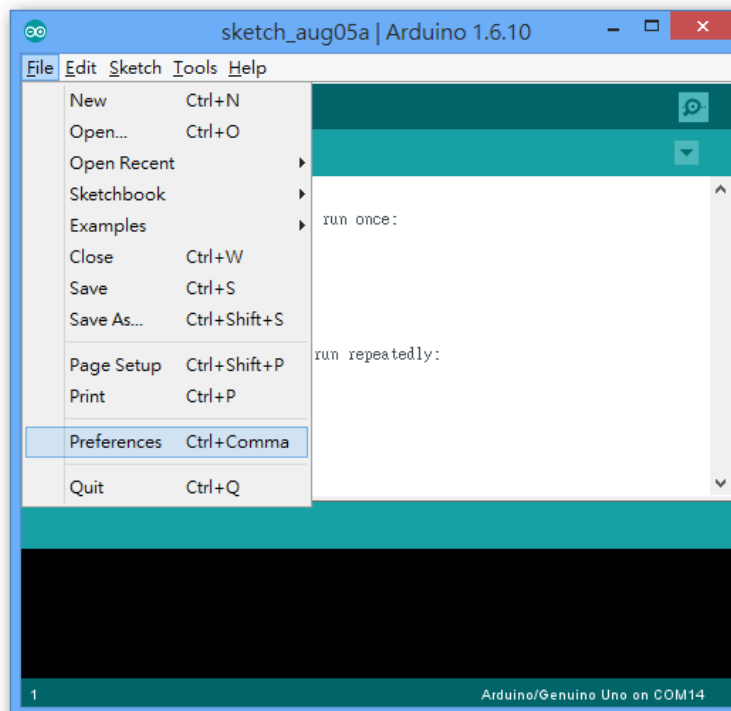 sketch_aug05a | Arduino 1.6.10
File Edit Sketch Tools Help
New Ctrl+N
Open... Ctrl+O
Open Recent
Sketchbook
Examples
run once:
Close Ctrl+W
Save Ctrl+S
Save As... Ctrl+Shift+S
run repeatedly:
Page Setup Ctrl+Shift+P
Print Ctrl+P
Preferences Ctrl+Comma
Quit Ctrl+Q
1 Arduino/Genuino Uno on COM14